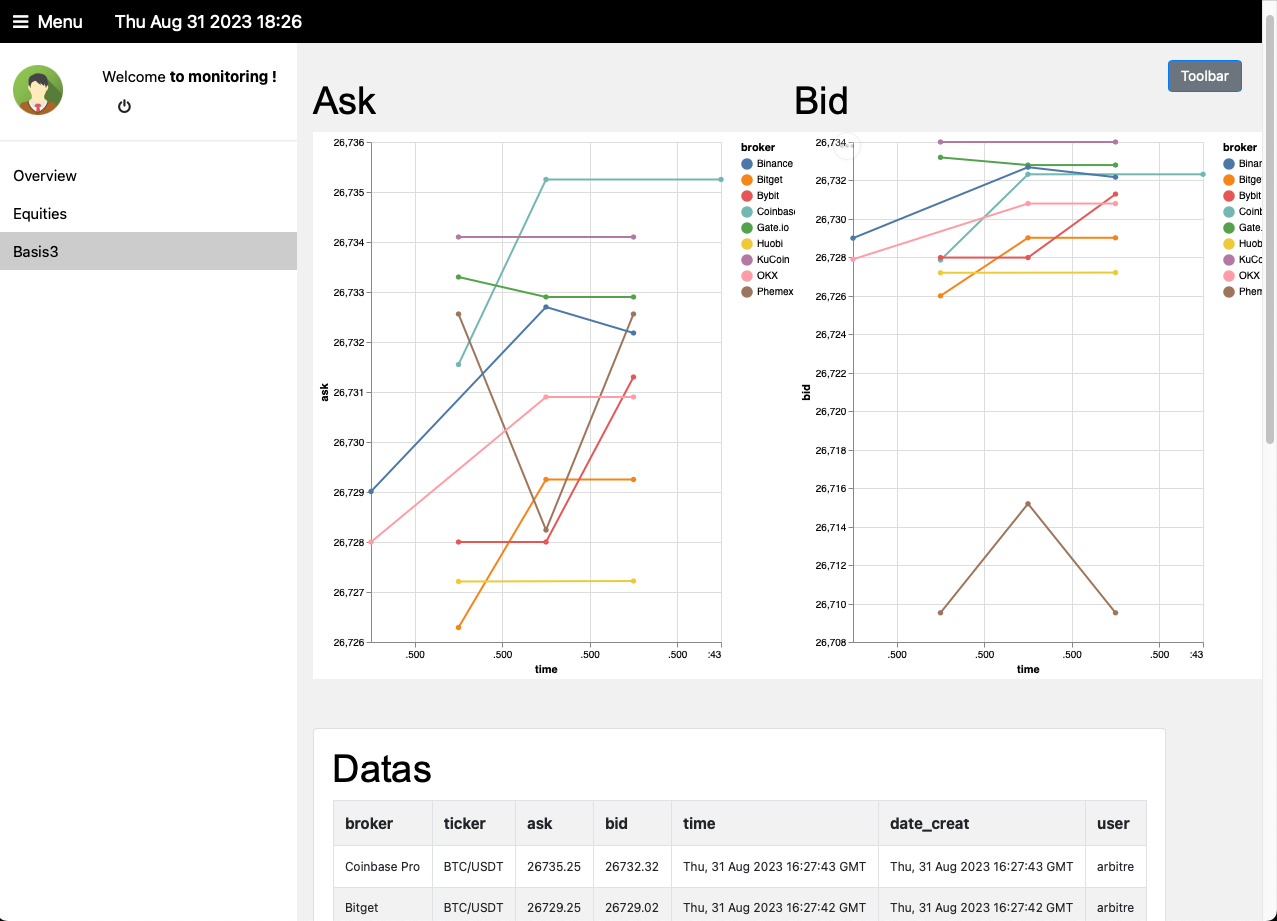 Menu Thu Aug 31 2023 18:26
Welcome to monitoring !
Overview
Equities
Basis3
Toolbar
Ask
26,736
26,735
26,734
26,733
26,732
26,731
26,730
26,729
26,728
26,727
26,726
ask
.500 .500 .500 .500 :43
time
broker
Binance
Bitget
Bybit
Coinbase
Gate.io
Huobi
KuCoin
OKX
Phemex
Bid
26,734
26,732
26,730
26,728
26,726
26,724
26,722
26,720
26,718
26,716
26,714
26,712
26,710
26,708
bid
.500 .500 .500 .500 :43
time
broker
Binan
Bitge
Bybit
Coinb
Gate.
Huob
KuCo
OKX
Phem
Datas
broker ticker ask bid time date_creat user
Coinbase Pro BTC/USDT 26735.25 26732.32 Thu, 31 Aug 2023 16:27:43 GMT Thu, 31 Aug 2023 16:27:43 GMT arbitre
Bitget BTC/USDT 26729.25 26729.02 Thu, 31 Aug 2023 16:27:42 GMT Thu, 31 Aug 2023 16:27:42 GMT arbitre